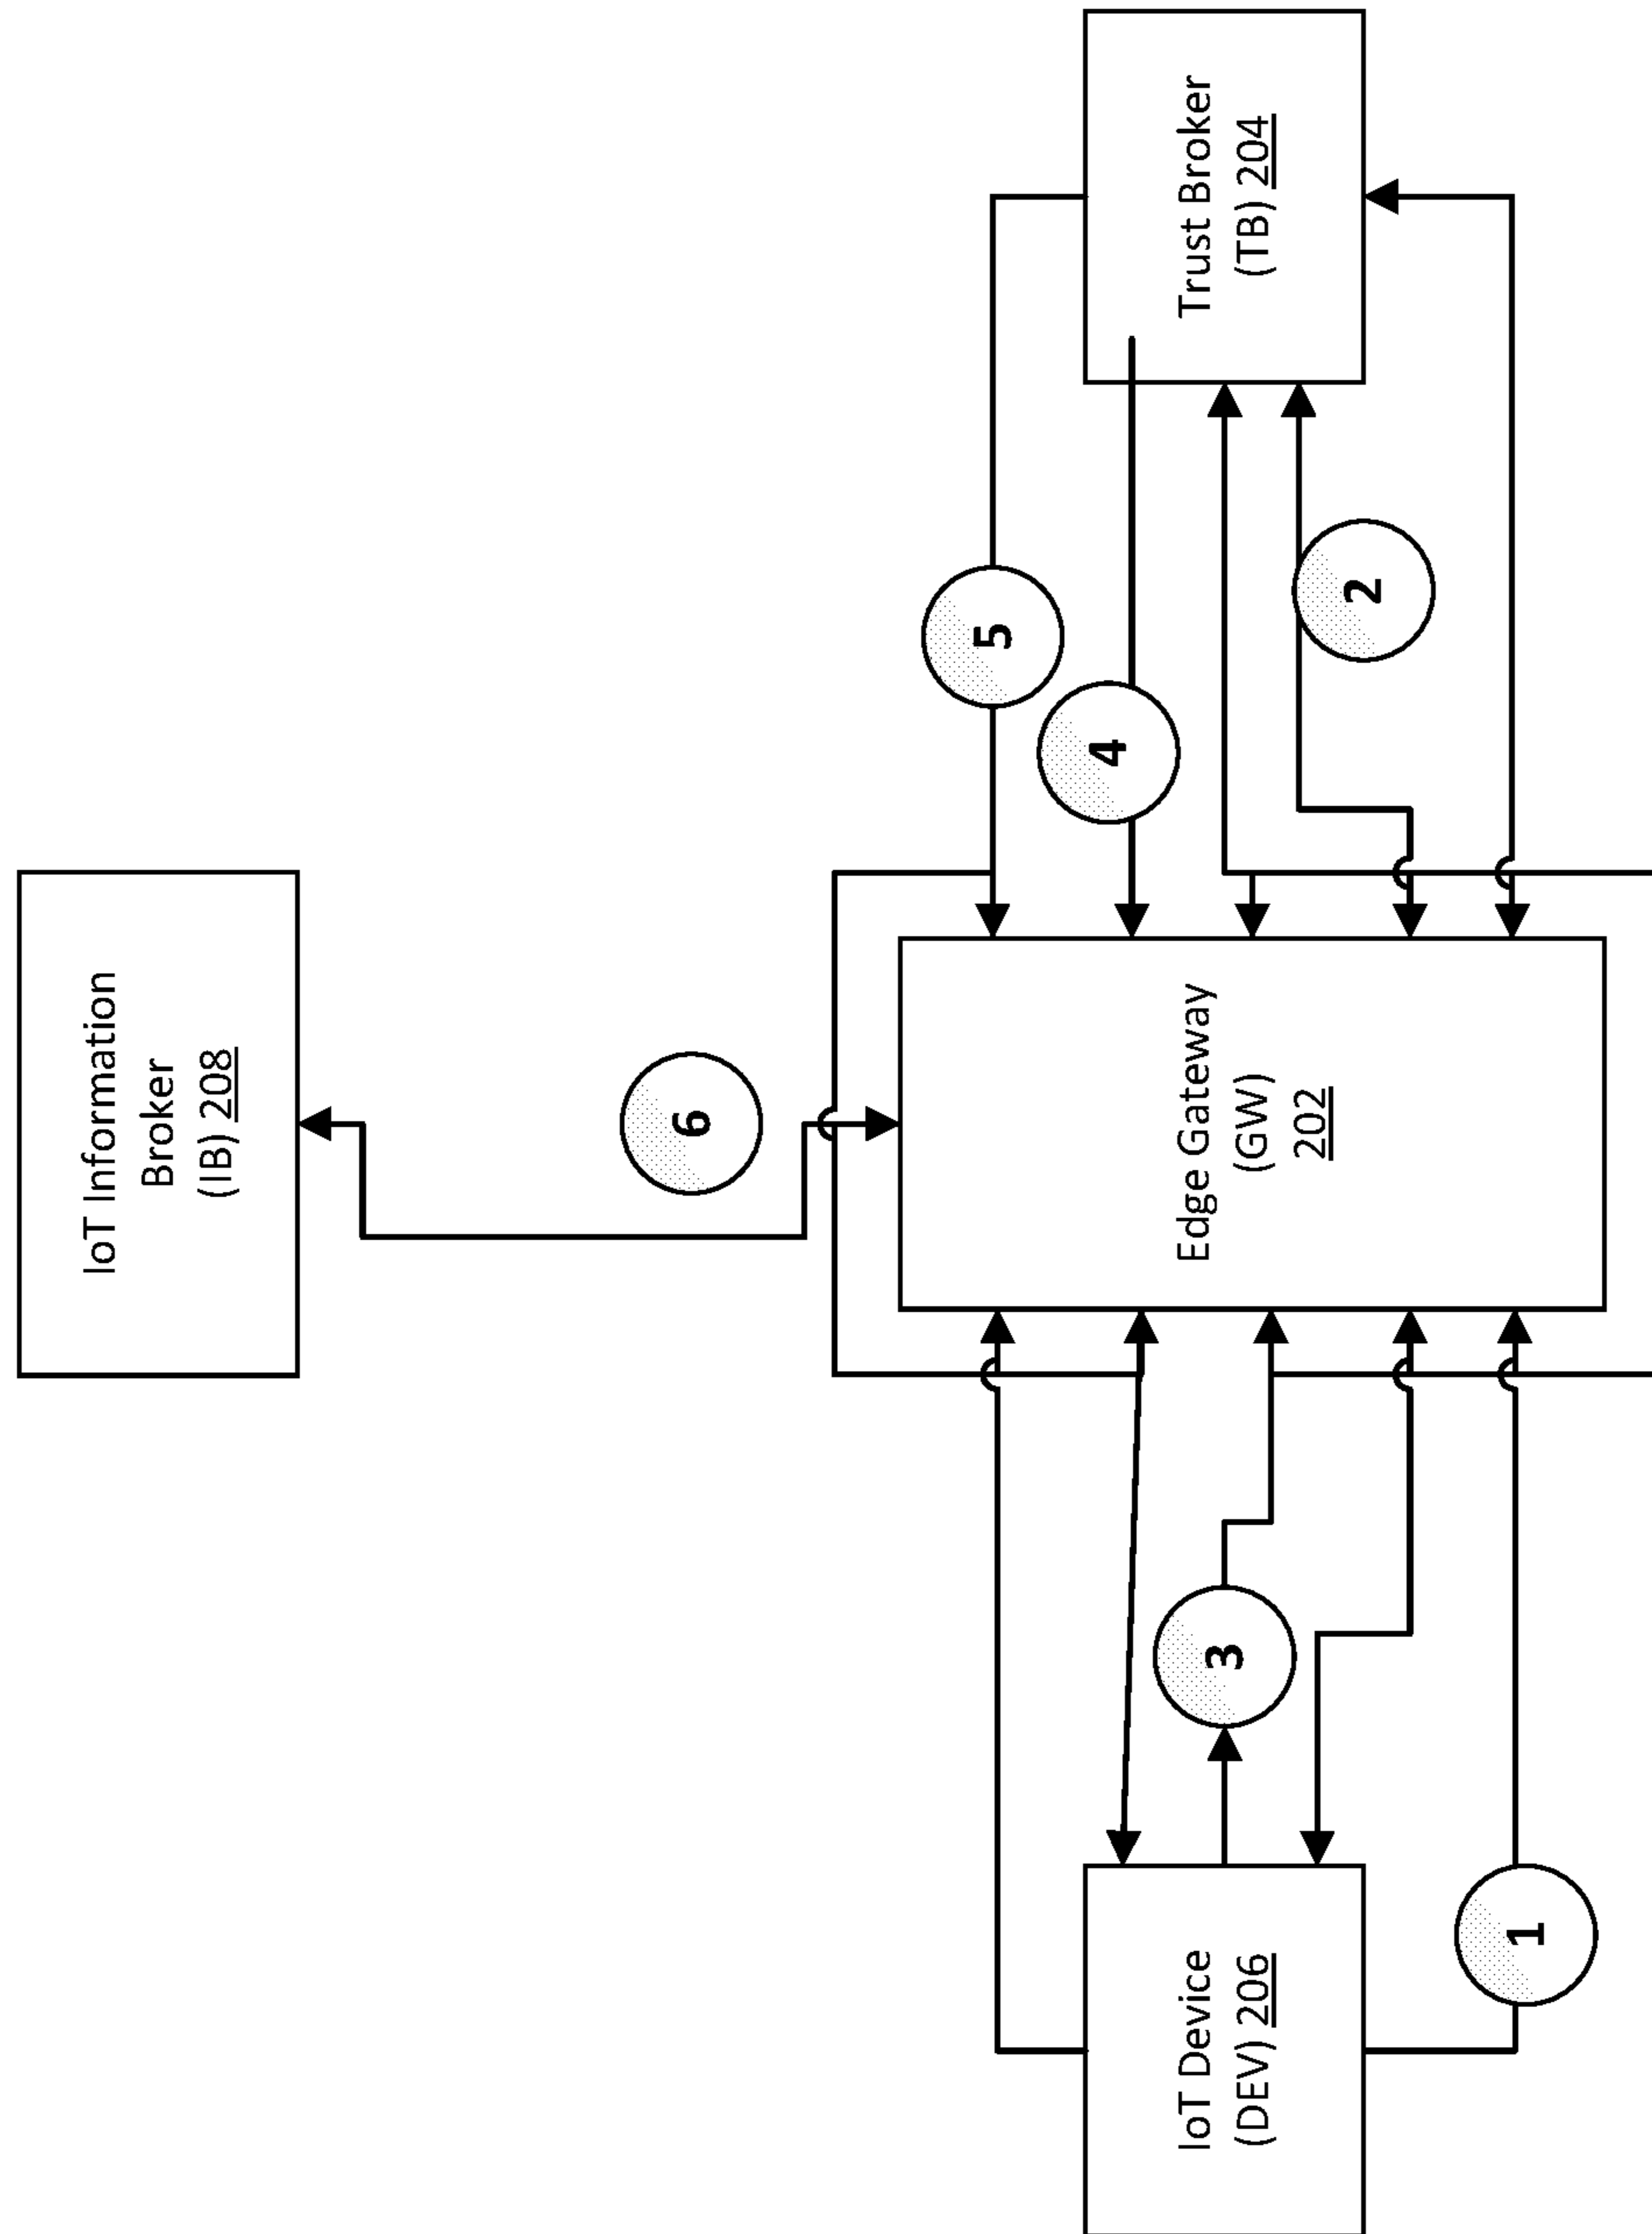 IoT Information
Broker
(IB) 208
6
5
4
2
Trust Broker
(TB) 204
Edge Gateway
(GW)
202
3
1
IoT Device
(DEV) 206